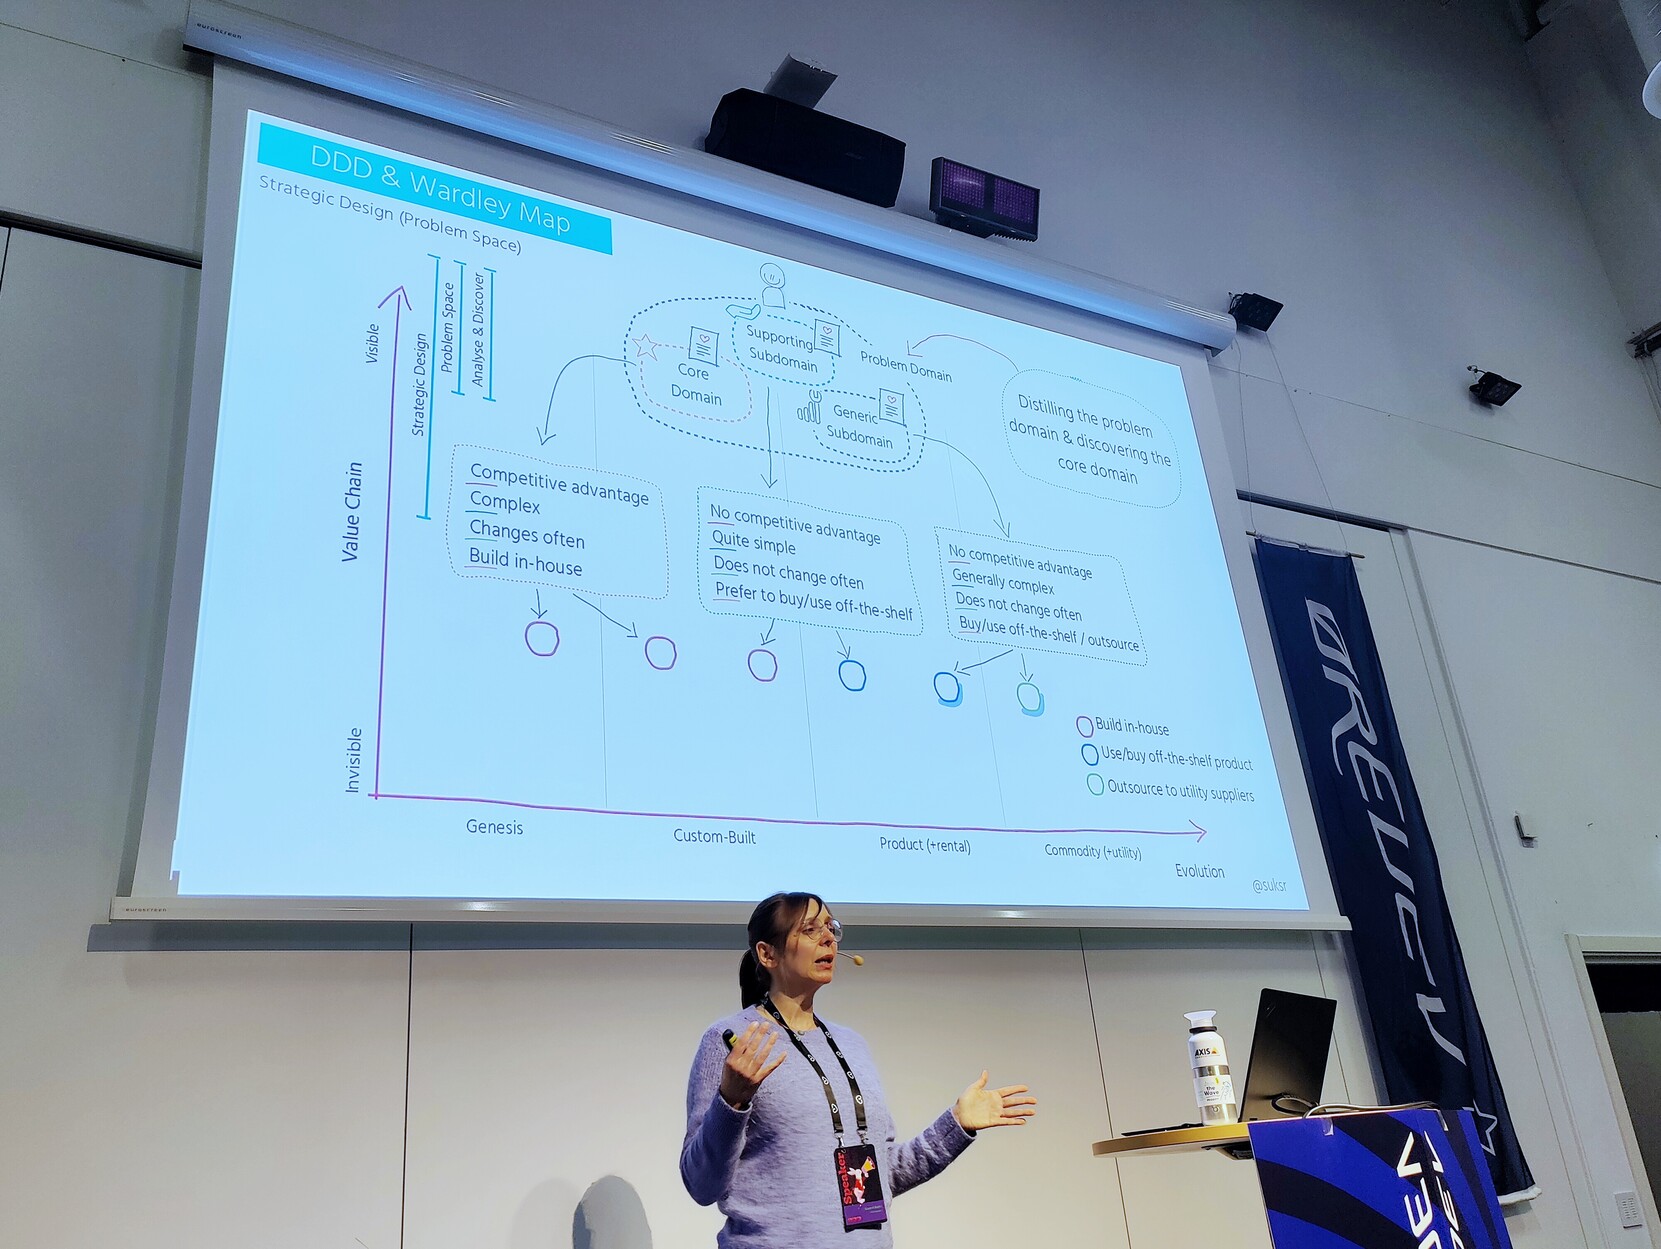 euroscreen
DDD & Wardley Map
Strategic Design (Problem Space)
Visible
Value Chain
Invisible
Strategic Design
Problem Space
Analyse & Discover
Supporting
Subdomain
Core
Domain
Problem Domain
Generic
Subdomain
Distilling the problem
domain & discovering the
core domain
Competitive advantage
Complex
Changes often
Build in-house
No competitive advantage
Quite simple
Does not change often
Prefer to buy/use off-the-shelf
No competitive advantage
Generally complex
Does not change often
Buy/use off-the-shelf / outsource
Build in-house
Use/buy off-the-shelf product
Outsource to utility suppliers
Genesis
Custom-Built
Product (+rental)
Commodity (+utility)
Evolution
@suksr
euroscreen
AXIS
the
Wave
Speaker